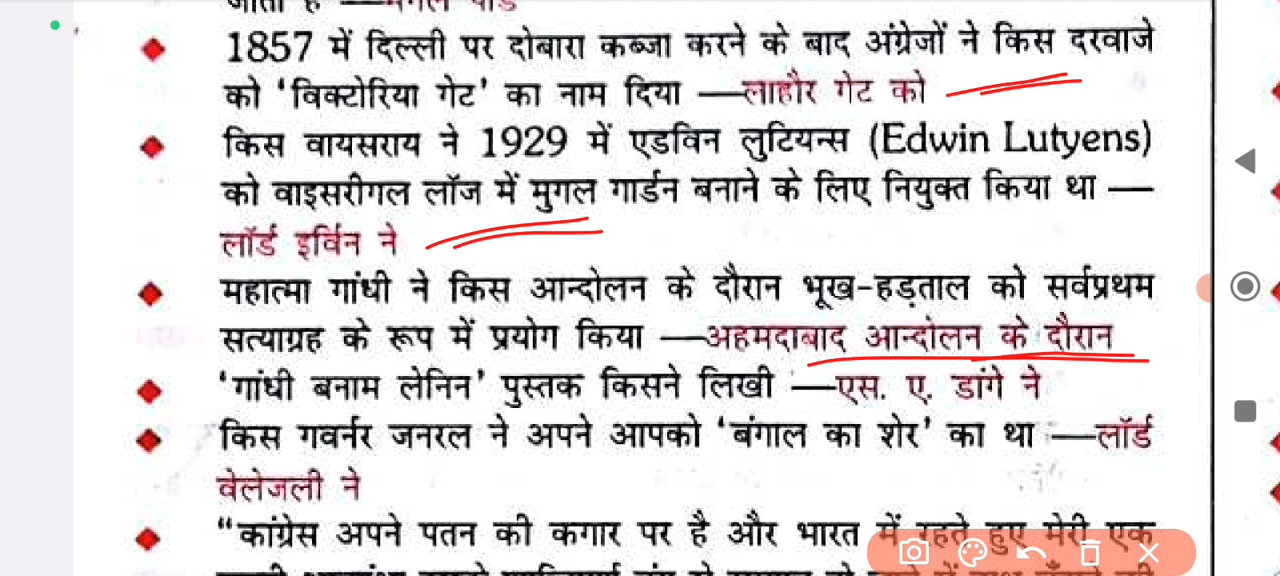 1857 में दिल्ली पर दोबारा कब्जा करने के बाद अंग्रेजों ने किस दरवाजे
को ‘विक्टोरिया गेट’ का नाम दिया —लाहौर गेट को
किस वायसराय ने 1929 में एडविन लुटियन्स (Edwin Lutyens)
को वाइसरीगल लॉज में मुगल गार्डन बनाने के लिए नियुक्त किया था —
लॉर्ड इर्विन ने
महात्मा गांधी ने किस आन्दोलन के दौरान भूख-हड़ताल को सर्वप्रथम
सत्याग्रह के रूप में प्रयोग किया —अहमदाबाद आन्दोलन के दौरान
‘गांधी बनाम लेनिन’ पुस्तक किसने लिखी —एस. ए. डांगे ने
किस गवर्नर जनरल ने अपने आपको ‘बंगाल का शेर’ का था —लॉर्ड
वेलेजली ने
“कांग्रेस अपने पतन की कगार पर है और भारत में रहते हुए मेरी एक